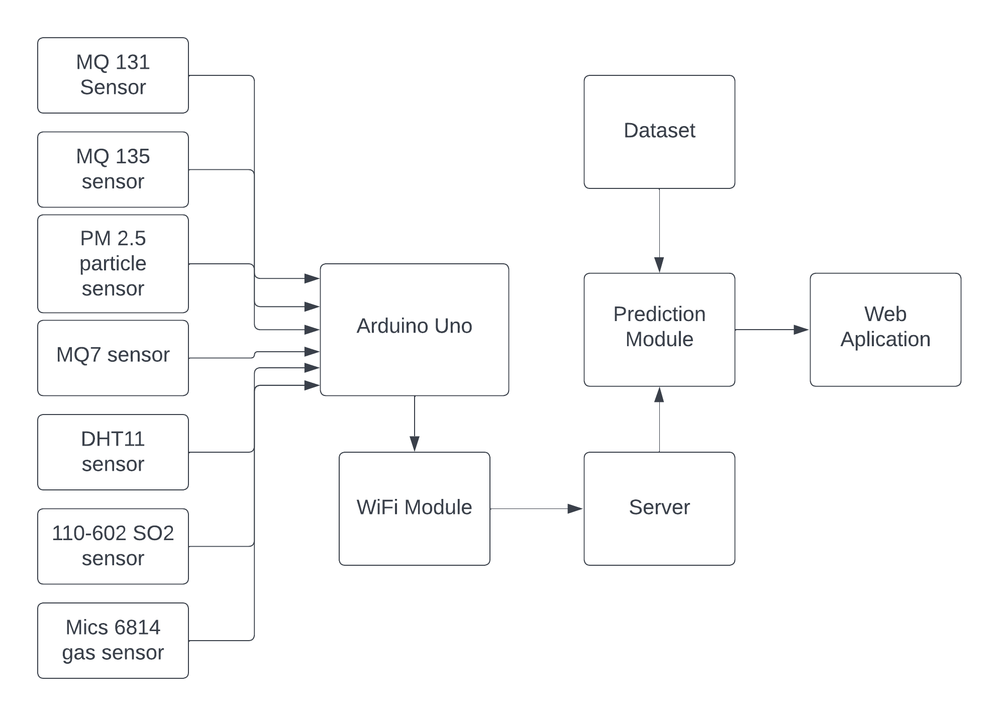 MQ 131
Sensor
MQ 135
sensor
PM 2.5
particle
sensor
MQ7 sensor
DHT11
sensor
110-602 SO2
sensor
Mics 6814
gas sensor
Arduino Uno
WiFi Module
Dataset
Prediction
Module
Server
Web
Aplication